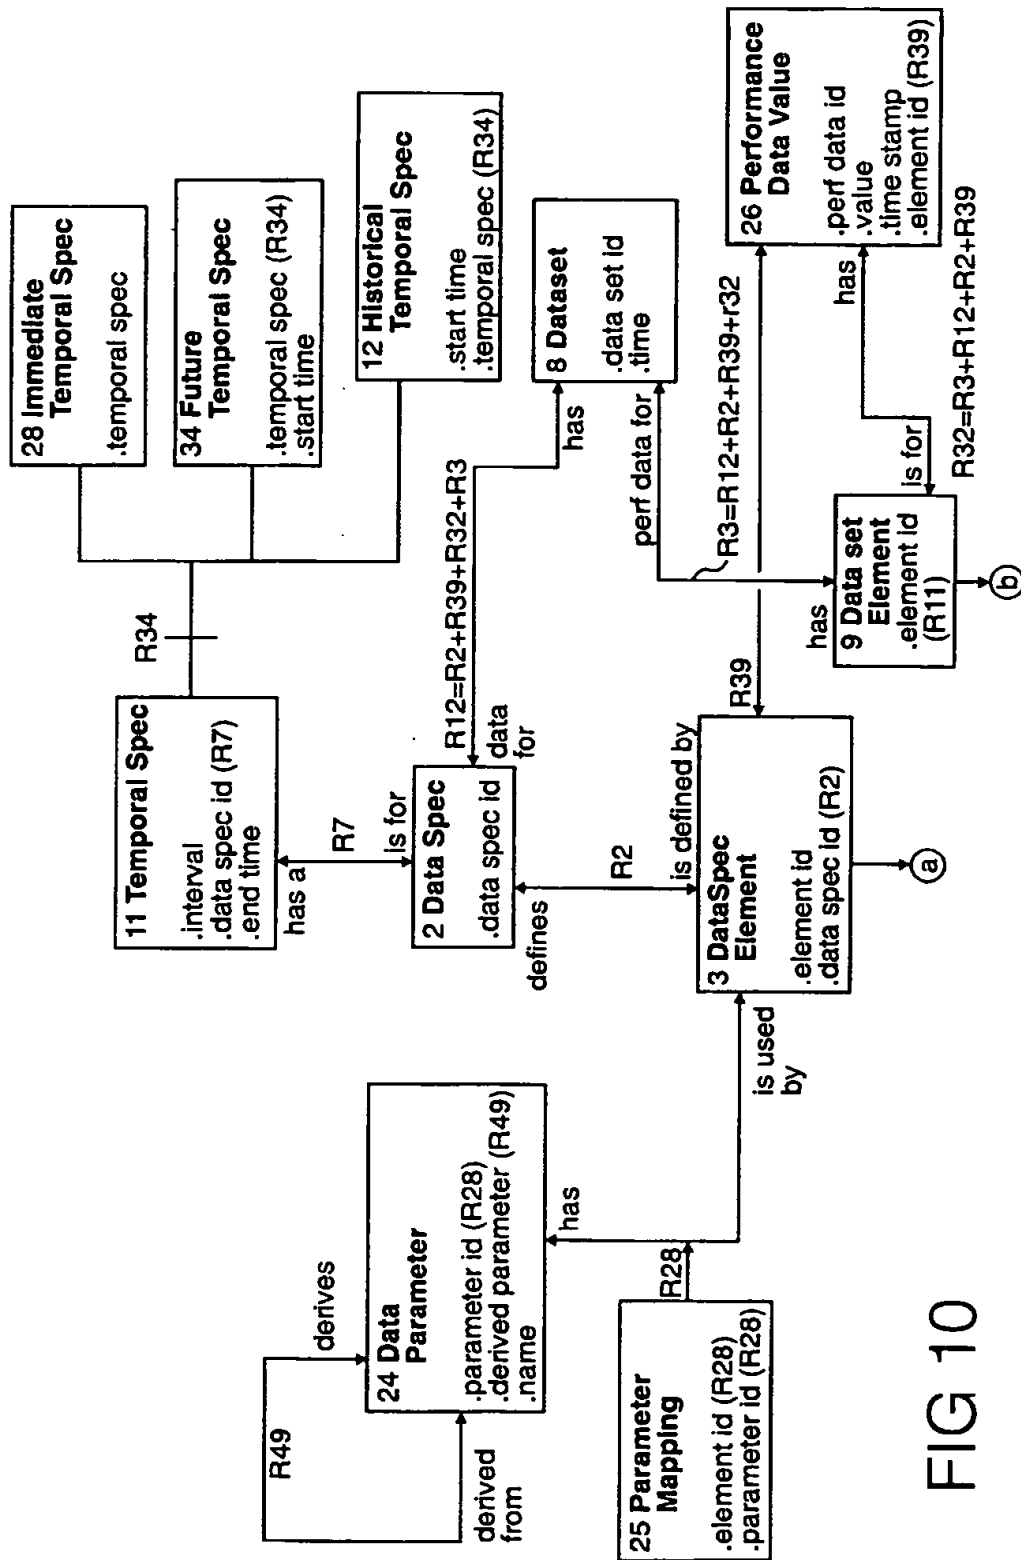 28 Immediate
Temporal Spec
.temporal spec
34 Future
Temporal Spec
.temporal spec (R34)
.start time
12 Historical
Temporal Spec
.start time
.temporal spec (R34)
R34
11 Temporal Spec
.interval
.data spec id (R7)
.end time
has a
R7
is for
2 Data Spec
.data spec id
data
for
R12=R2+R39+R32+R3
has
8 Dataset
.data set id
.time
perf data for
R3=R12+R2+R39+r32
has
defines
R2
is defined by
R39
26 Performance
Data Value
.perf data id
.value
.time stamp
.element id (R39)
has
is for
R32=R3+R12+R2+R39
9 Data set
Element
.element id
(R11)
b
3 DataSpec
Element
.element id
.data spec id (R2)
a
is used
by
R49
derives
derived
from
24 Data
Parameter
.parameter id (R28)
.derived parameter (R49)
.name
has
R28
25 Parameter
Mapping
.element id (R28)
.parameter id (R28)
FIG 10